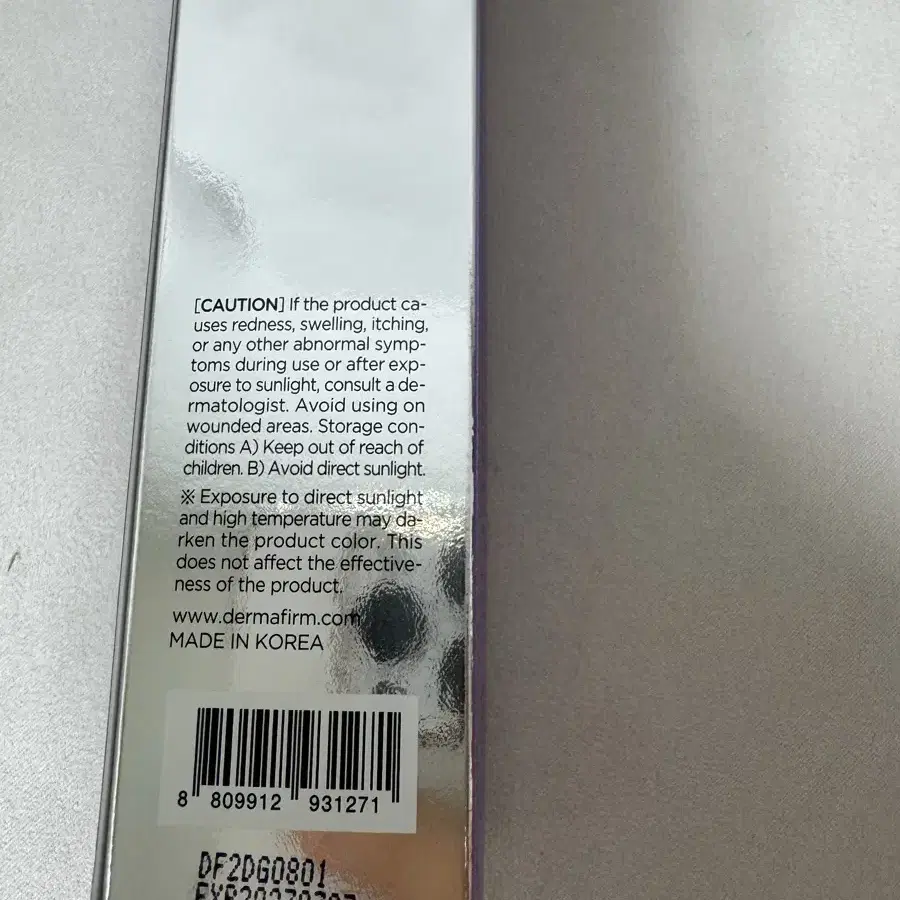 [CAUTION] If the product ca-
uses redness, swelling, itching,
or any other abnormal symp-
toms during use or after exp-
osure to sunlight, consult a de-
rmatologist. Avoid using on
wounded areas. Storage con-
ditions A) Keep out of reach of
children. B) Avoid direct sunlight.
※ Exposure to direct sunlight
and high temperature may da-
rken the product color. This
does not affect the effective-
ness of the product.
www.dermafirm.com
MADE IN KOREA
8 809912 931271
DF2DG0801